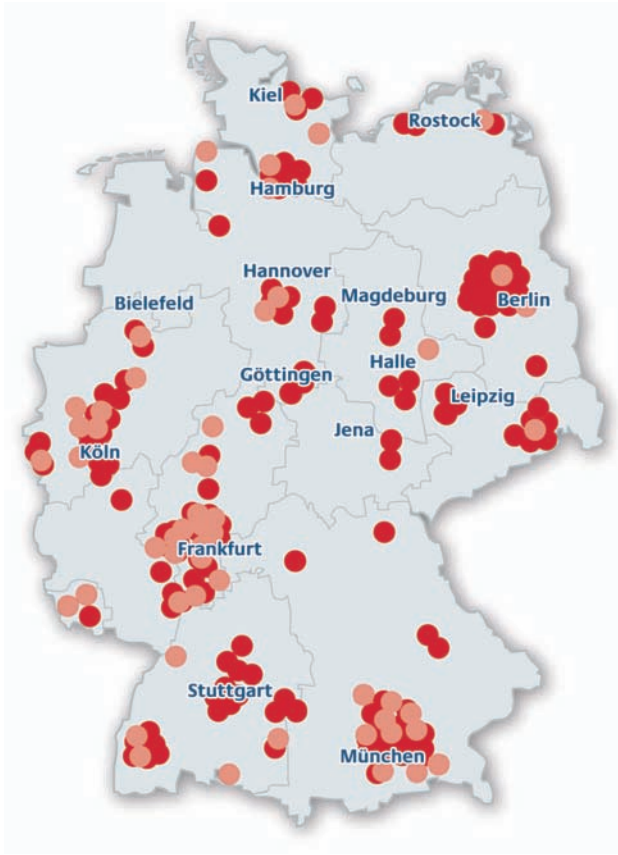 Kiel
Rostock
Hamburg
Hannover
Magdeburg
Bielefeld
Berlin
Göttingen
Halle
Leipzig
Jena
Köln
Frankfurt
Stuttgart
München